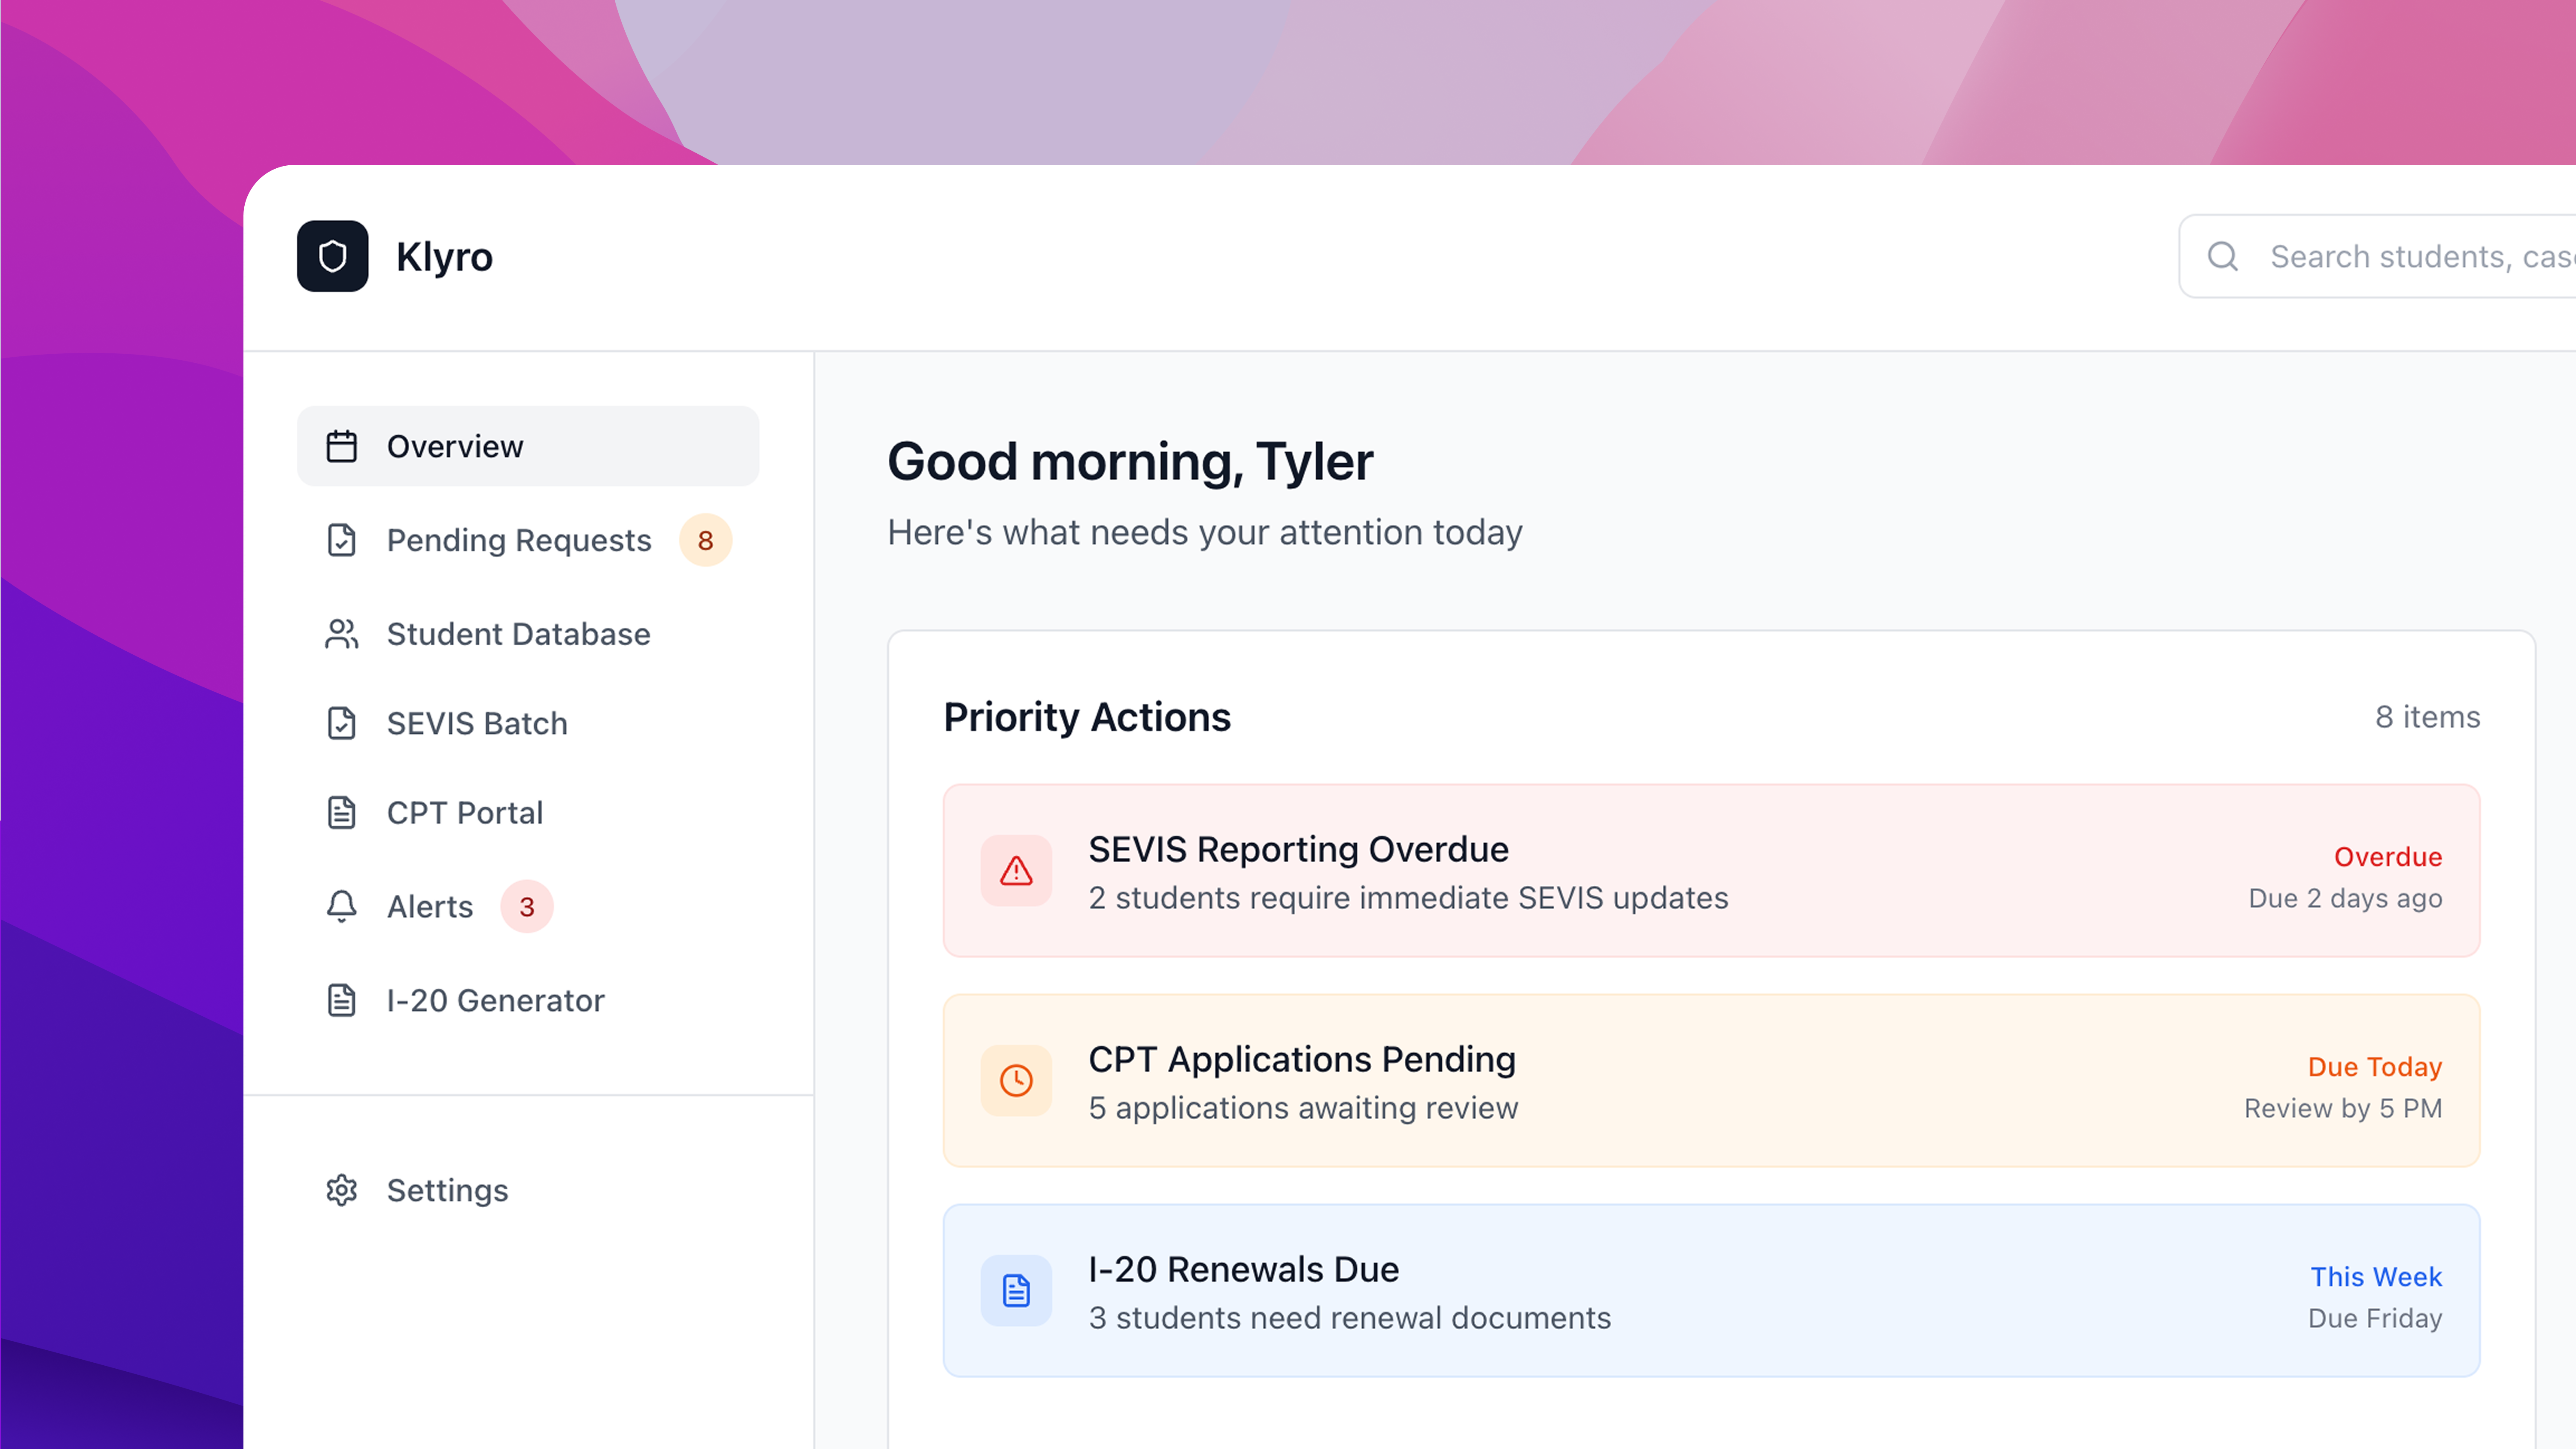 Klyro
Search students, cas
Overview
Pending Requests 8
Student Database
SEVIS Batch
CPT Portal
Alerts 3
I-20 Generator
Settings
Good morning, Tyler
Here's what needs your attention today
Priority Actions
8 items
SEVIS Reporting Overdue
2 students require immediate SEVIS updates
Overdue
Due 2 days ago
CPT Applications Pending
5 applications awaiting review
Due Today
Review by 5 PM
I-20 Renewals Due
3 students need renewal documents
This Week
Due Friday